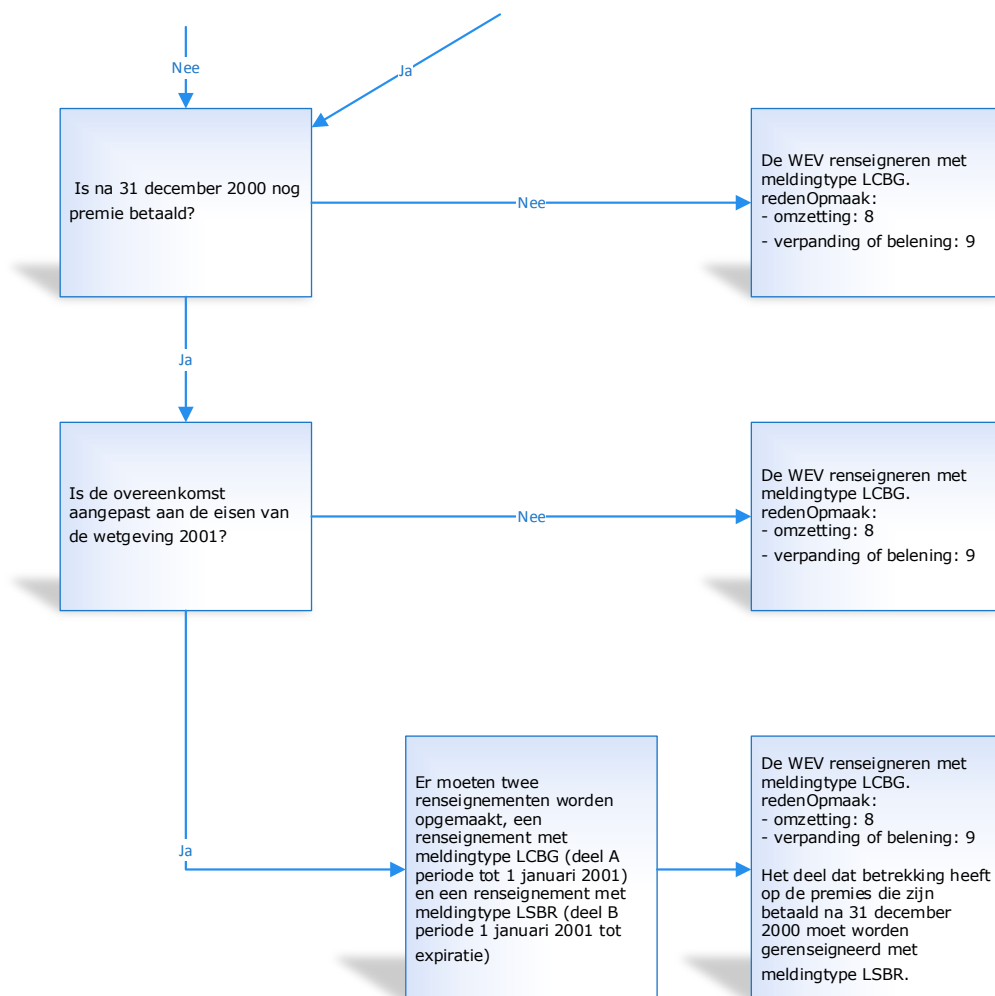 Nee
Ja
Is na 31 december 2000 nog
premie betaald?
Nee
De WEV renseigneren met
meldingtype LCBG.
redenOpmaak:
- omzetting: 8
- verpanding of belening: 9
Ja
Is de overeenkomst
aangepast aan de eisen van
de wetgeving 2001?
Nee
De WEV renseigneren met
meldingtype LCBG.
redenOpmaak:
- omzetting: 8
- verpanding of belening: 9
Ja
Er moeten twee
renseignementen worden
opgemaakt, een
renseignement met
meldingtype LCBG (deel A
periode tot 1 januari 2001)
en een renseignement met
meldingtype LSBR (deel B
periode 1 januari 2001 tot
expiratie)
De WEV renseigneren met
meldingtype LCBG.
redenOpmaak:
- omzetting: 8
- verpanding of belening: 9
Het deel dat betrekking heeft
op de premies die zijn
betaald na 31 december
2000 moet worden
gerenseigneerd met
meldingtype LSBR.